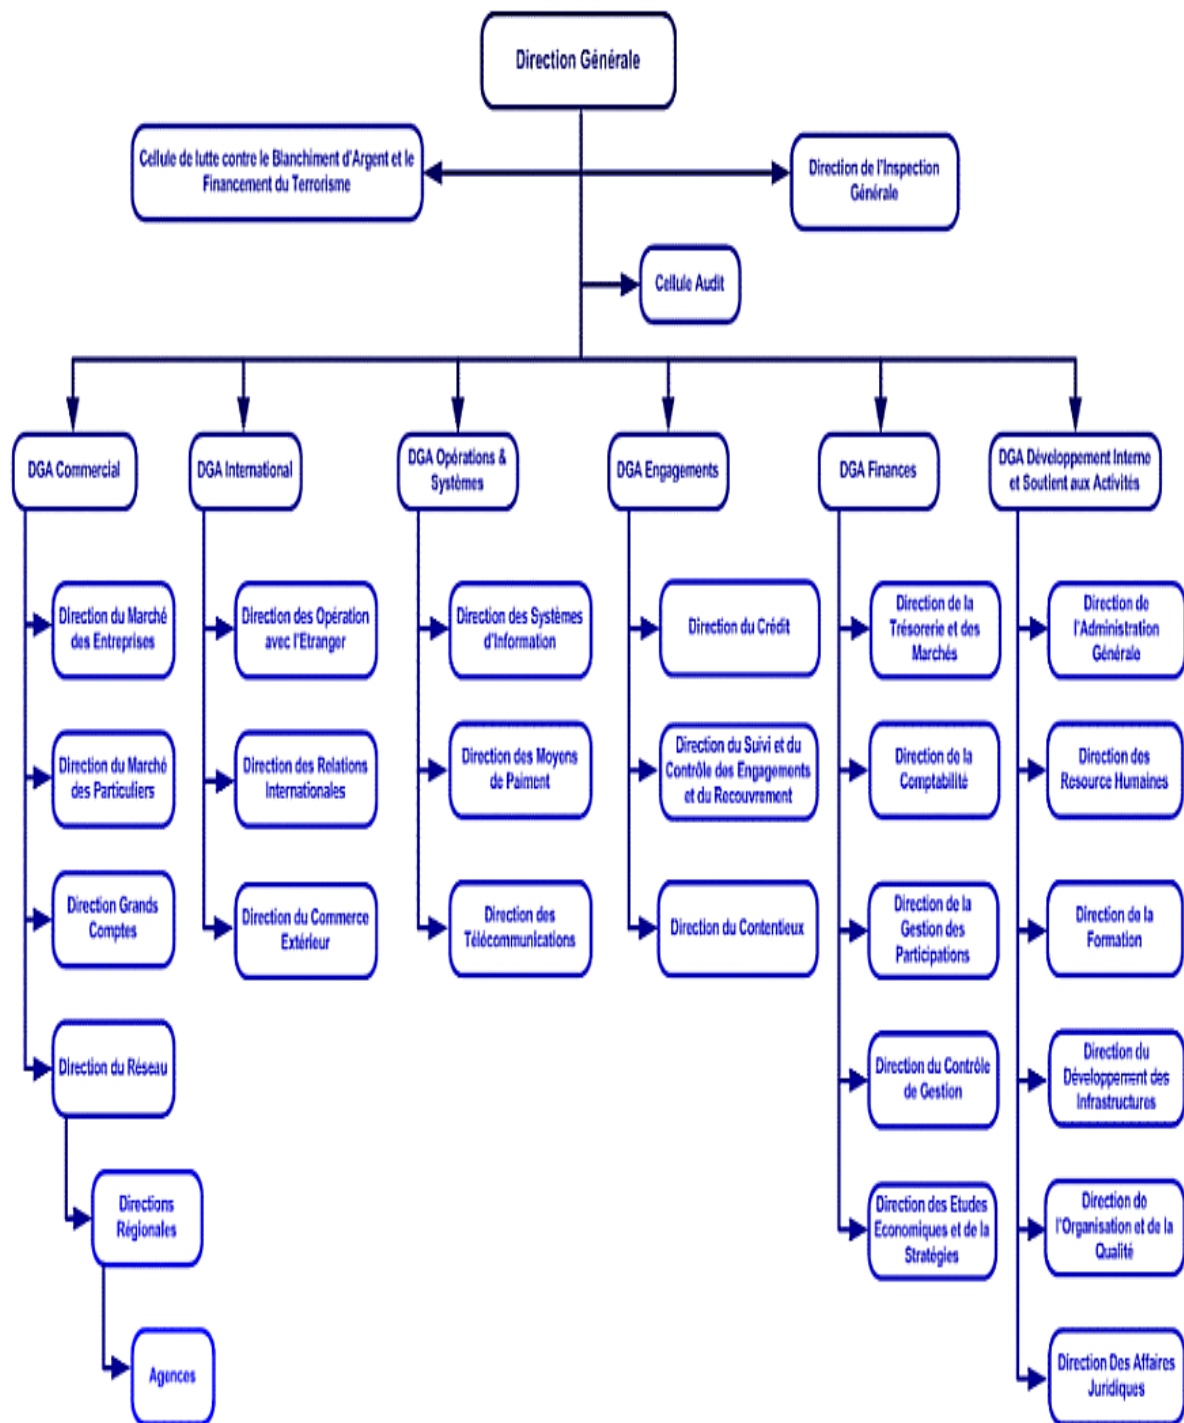 Direction Générale
Cellule de lutte contre le Blanchiment d'Argent et le
Financement du Terrorisme
Direction de l'Inspection
Générale
Cellule Audit
DGA Commercial
DGA International
DGA Opérations &
Systèmes
DGA Engagements
DGA Finances
DGA Développement Interne
et Soutient aux Activités
Direction du Marché
des Entreprises
Direction des Opération
avec l'Etranger
Direction des Systèmes
d'Information
Direction du Crédit
Direction de la
Trésorerie et des
Marchés
Direction de
l'Administration
Générale
Direction du Marché
des Particuliers
Direction des Relations
Internationales
Direction des Moyens
de Paiment
Direction du Suivi et du
Contrôle des Engagements
et du Recouvrement
Direction de la
Comptabilité
Direction des
Resource Humaines
Direction Grands
Comptes
Direction du Commerce
Extérieur
Direction des
Télécommunications
Direction du Contentieux
Direction de la
Gestion des
Participations
Direction de la
Formation
Direction du Réseau
Direction du Contrôle
de Gestion
Direction du
Développement des
Infrastructures
Directions
Régionales
Direction des Etudes
Economiques et de la
Stratégies
Direction de
l'Organisation et de la
Qualité
Agences
Direction Des Affaires
Juridiques